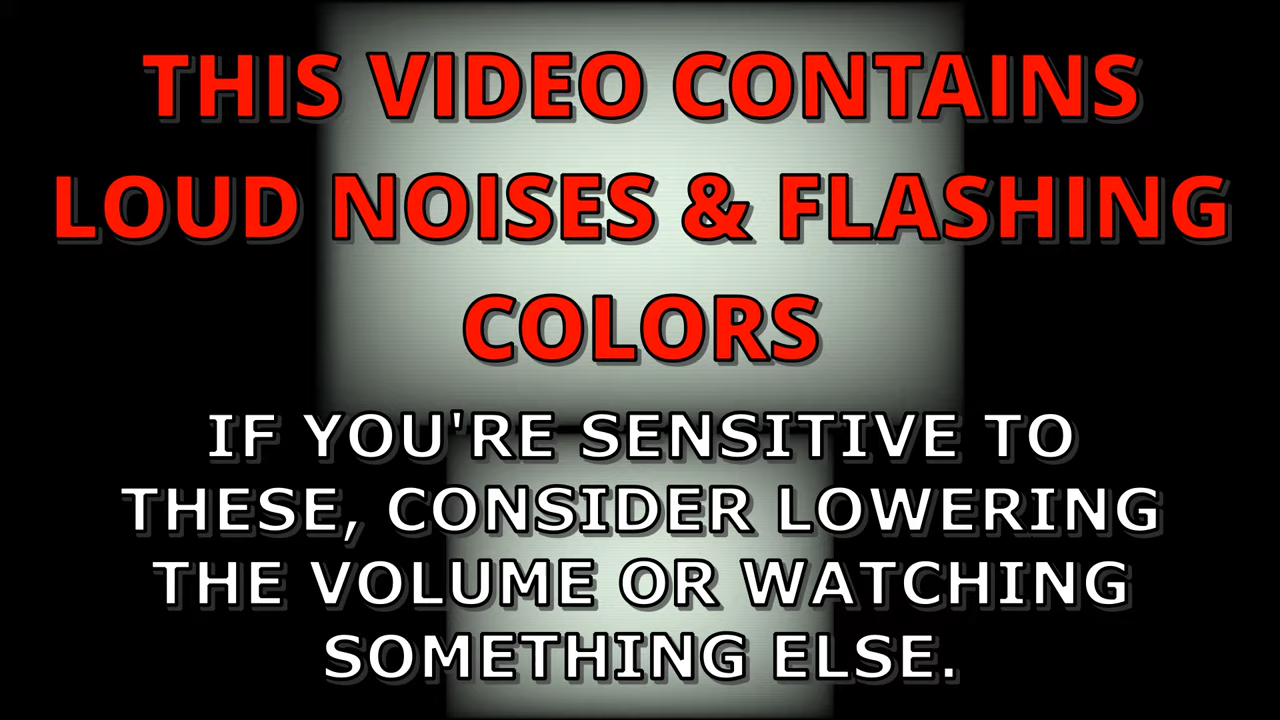 THIS VIDEO CONTAINS
LOUD NOISES & FLASHING
COLORS
IF YOU'RE SENSITIVE TO
THESE, CONSIDER LOWERING
THE VOLUME OR WATCHING
SOMETHING ELSE.